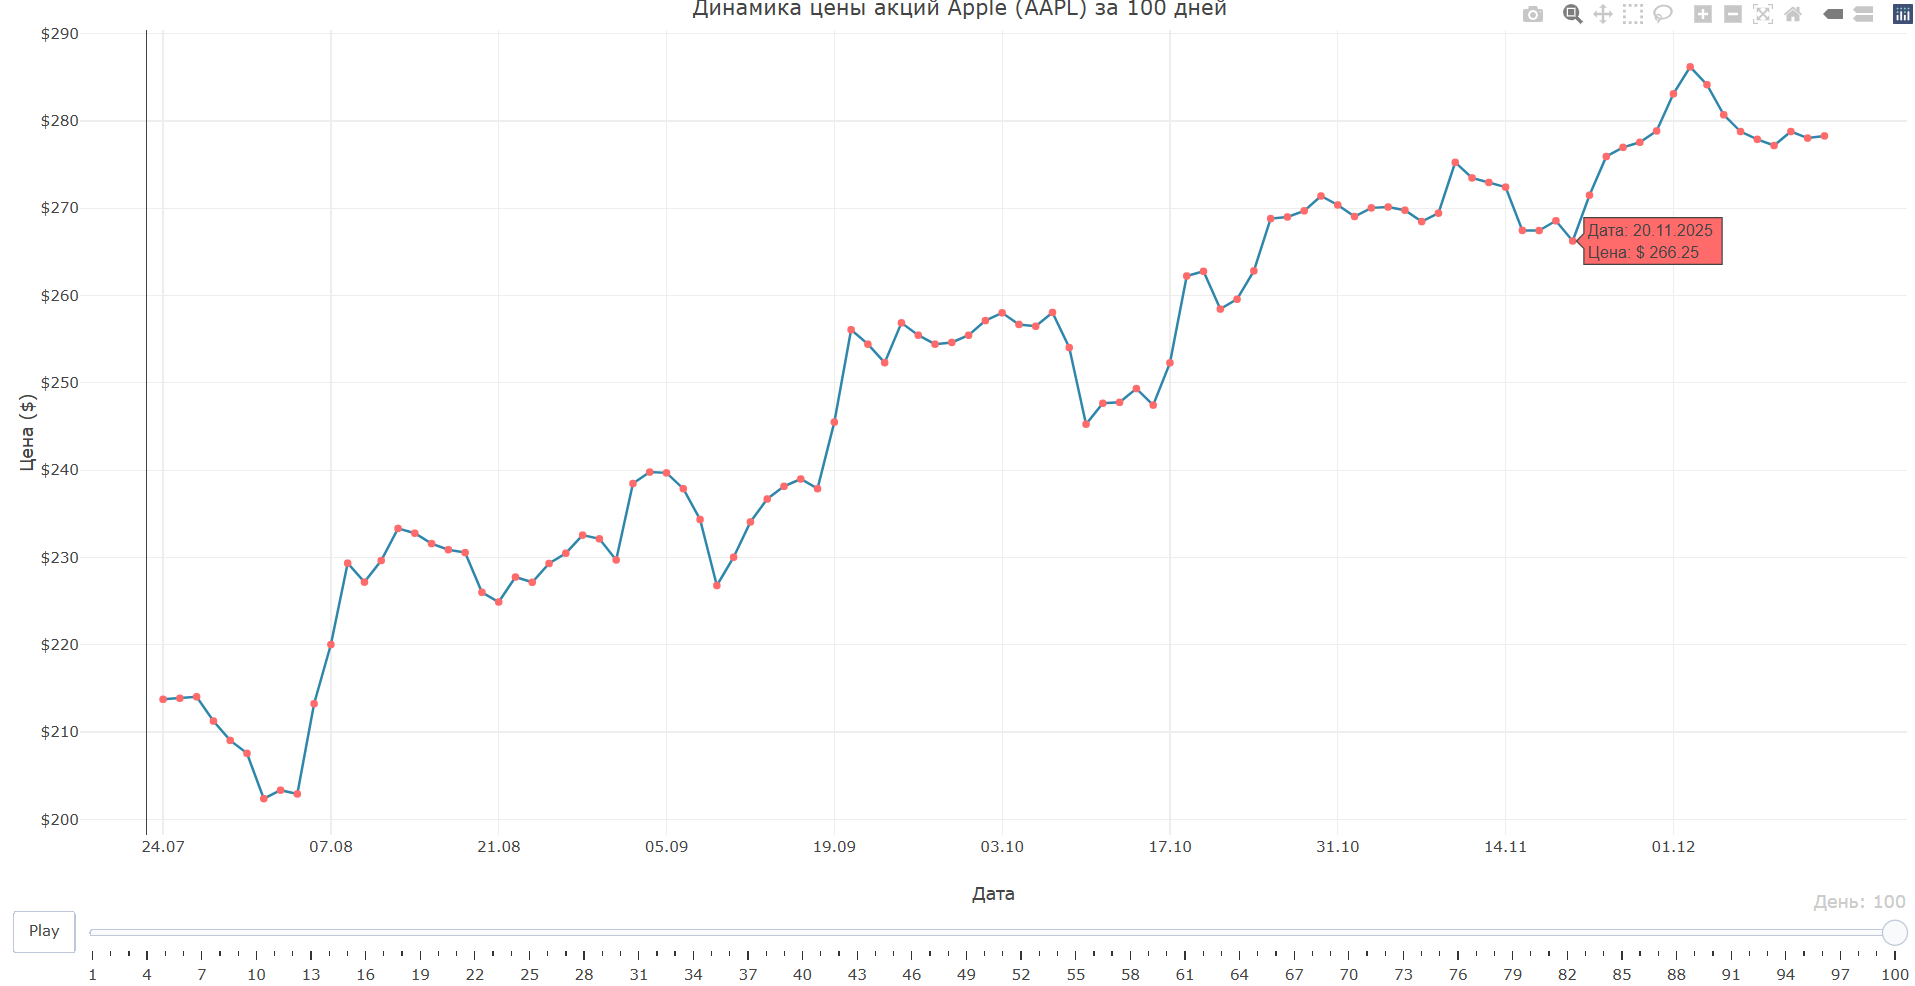 Динамика цены акций Apple (AAPL) за 100 дней
$290
$280
$270
$260
$250
$240
$230
$220
$210
$200
Цена ($)
Дата: 20.11.2025
Цена: $ 266.25
24.07 07.08 21.08 05.09 19.09 03.10 17.10 31.10 14.11 01.12
Дата
День: 100
Play
1 4 7 10 13 16 19 22 25 28 31 34 37 40 43 46 49 52 55 58 61 64 67 70 73 76 79 82 85 88 91 94 97 100